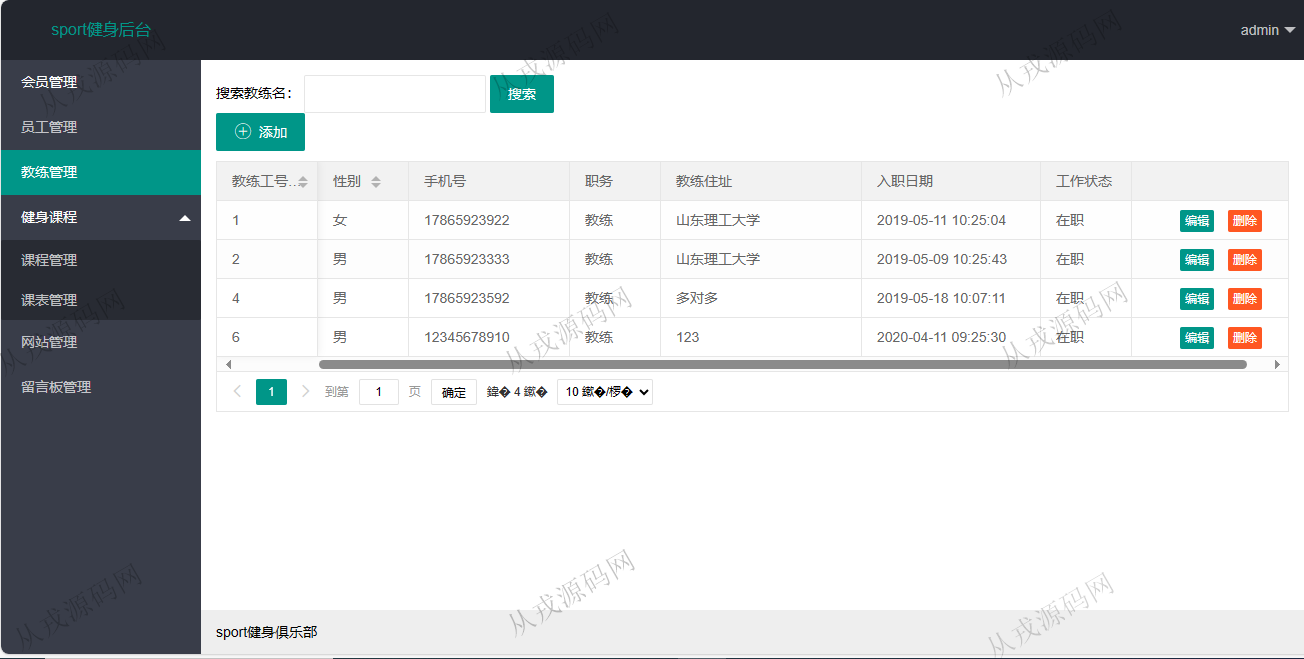 sport健身后台
admin
会员管理
员工管理
教练管理
健身课程
课程管理
课表管理
网站管理
留言板管理
搜索教练名：
搜索
添加
教练工号… 性别 手机号 职务 教练住址 入职日期 工作状态
1 女 17865923922 教练 山东理工大学 2019-05-11 10:25:04 在职 编辑 删除
2 男 17865923333 教练 山东理工大学 2019-05-09 10:25:43 在职 编辑 删除
4 男 17865923592 教练 多对多 2019-05-18 10:07:11 在职 编辑 删除
6 男 12345678910 教练 123 2020-04-11 09:25:30 在职 编辑 删除
1 到第 1 页 确定 鍏� 4 鏉� 10 鏉�/椤�
sport健身俱乐部
从戎源码网
从戎源码网
从戎源码网
从戎源码网
从戎源码网
从戎源码网
从戎源码网
从戎源码网
从戎源码网